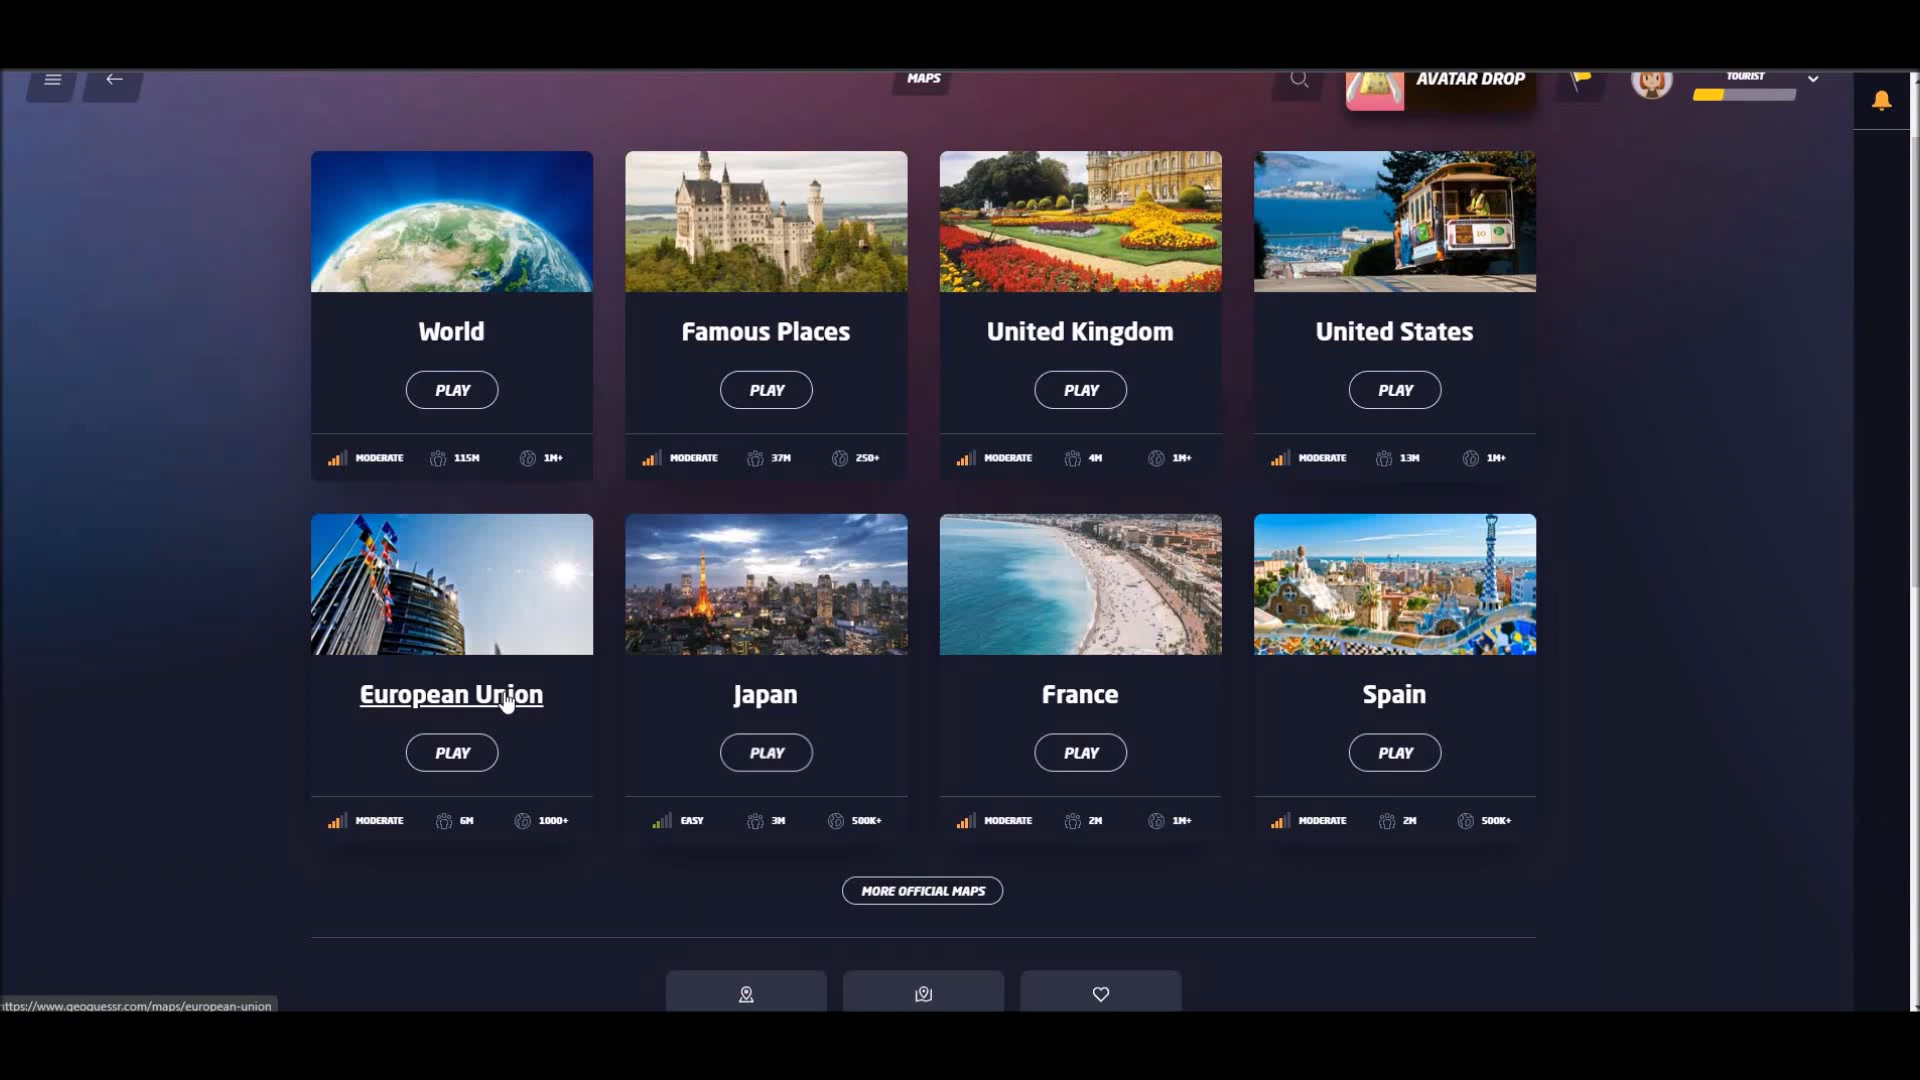 MAPS
AVATAR DROP
TOURIST
World
Famous Places
United Kingdom
United States
PLAY
PLAY
PLAY
PLAY
MODERATE 115M 1M+
MODERATE 37M 250+
MODERATE 4M 1M+
MODERATE 13M 1M+
European Union
Japan
France
Spain
PLAY
PLAY
PLAY
PLAY
MODERATE 6M 1000+
EASY 3M 500K+
MODERATE 2M 1M+
MODERATE 2M 500K+
MORE OFFICIAL MAPS
ttps://www.geoguessr.com/maps/european-union